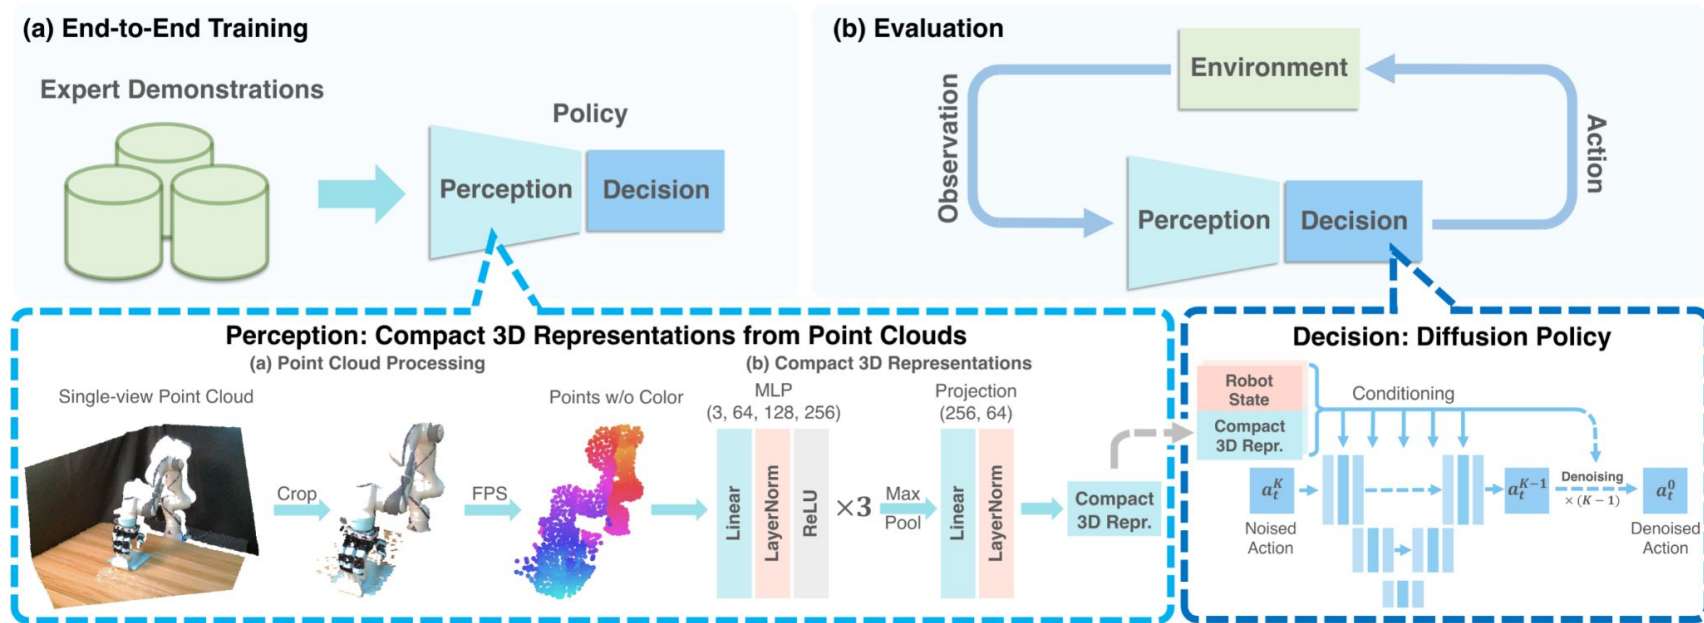 (a) End-to-End Training
Expert Demonstrations
Policy
Perception
Decision
(b) Evaluation
Environment
Observation
Action
Perception
Decision
Perception: Compact 3D Representations from Point Clouds
(a) Point Cloud Processing
(b) Compact 3D Representations
Single-view Point Cloud
Crop
FPS
Points w/o Color
MLP
(3, 64, 128, 256)
Linear
LayerNorm
ReLU
×3
Max
Pool
Projection
(256, 64)
Linear
LayerNorm
Compact
3D Repr.
Decision: Diffusion Policy
Robot
State
Compact
3D Repr.
Conditioning
$a_t^K$
Noised
Action
$a_t^{K-1}$
Denoising
× (K − 1)
$a_t^0$
Denoised
Action